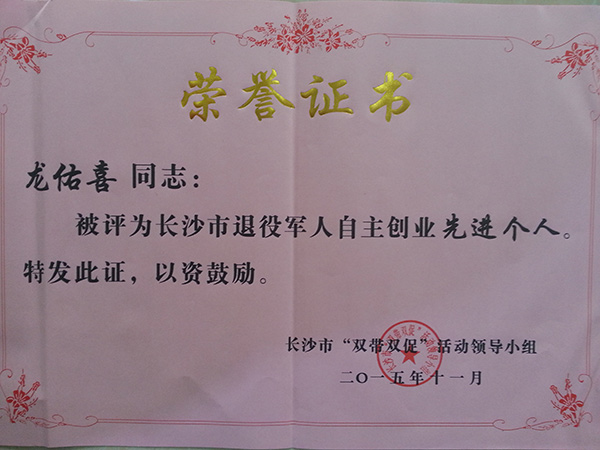 荣誉证书
龙佑喜 同志：
被评为长沙市退役军人自主创业先进个人。
特发此证，以资鼓励。
长沙市“双带双促”活动领导小组
二〇一五年十一月